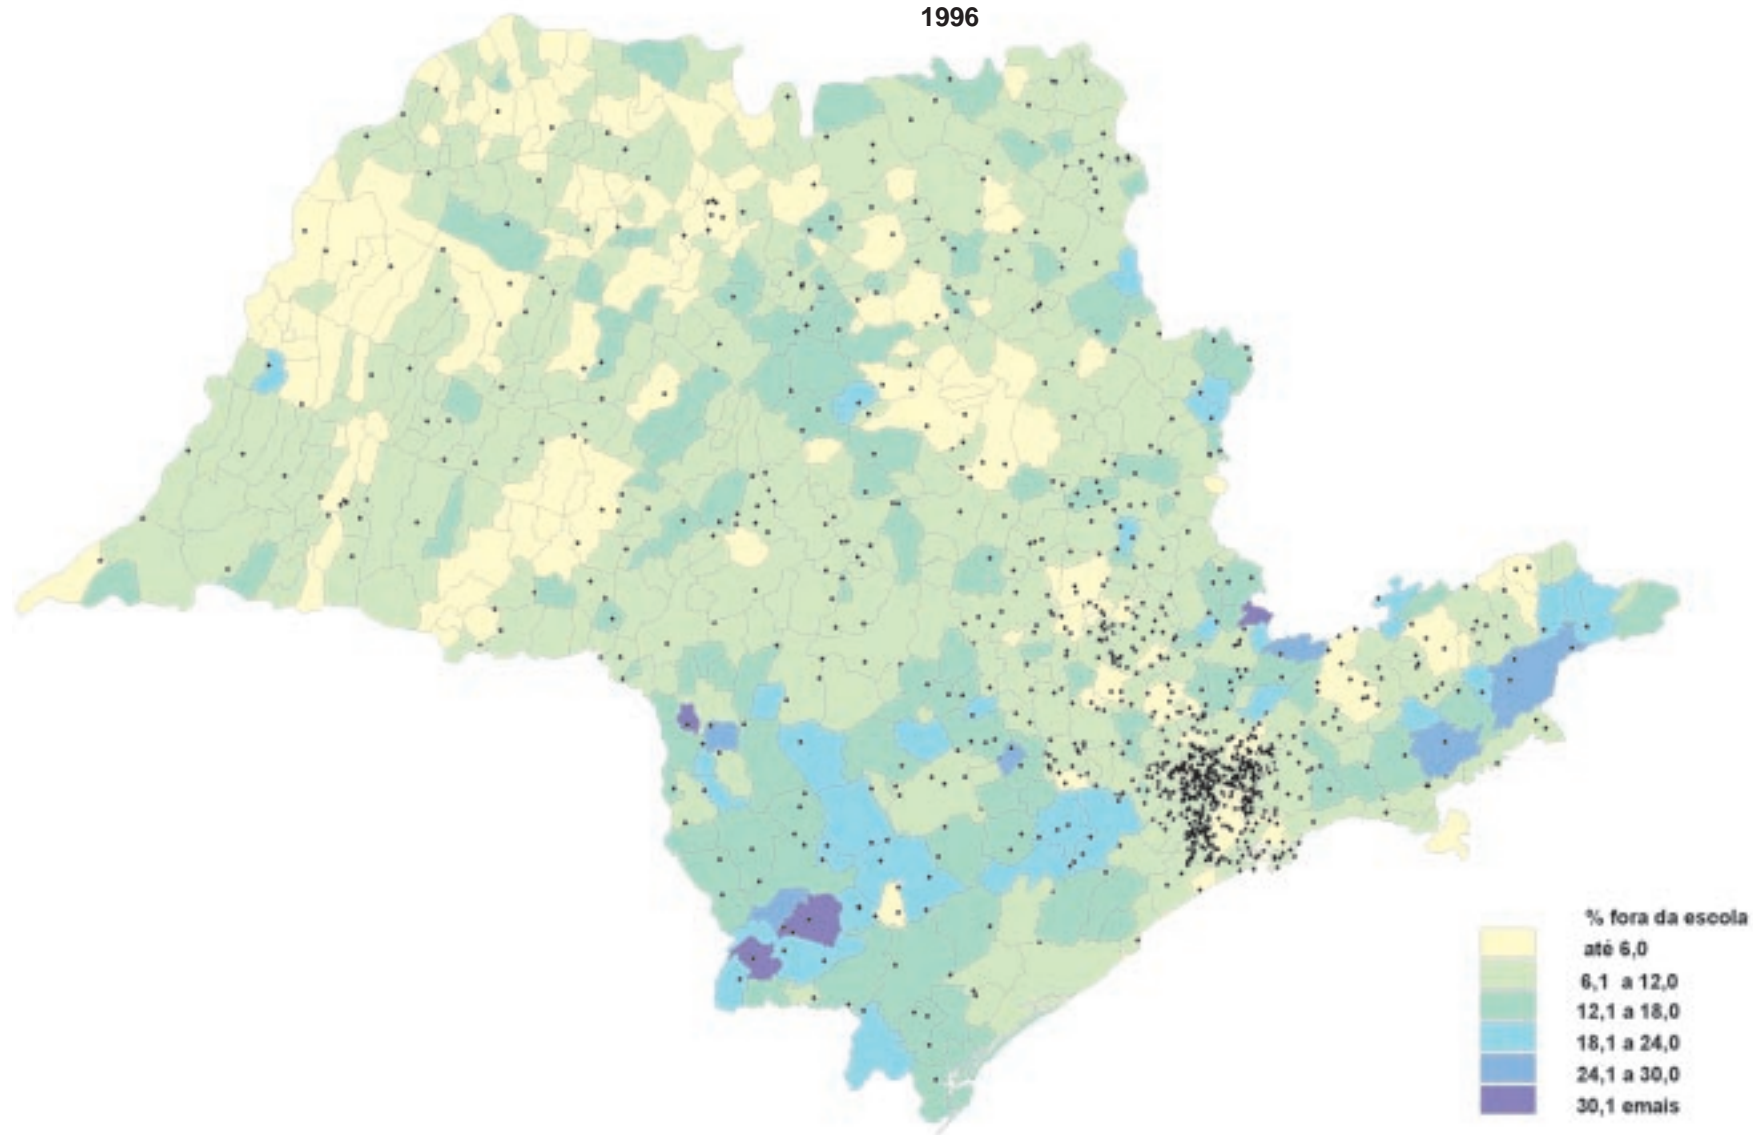 1996
% fora da escola
até 6,0
6,1 a 12,0
12,1 a 18,0
18,1 a 24,0
24,1 a 30,0
30,1 emais